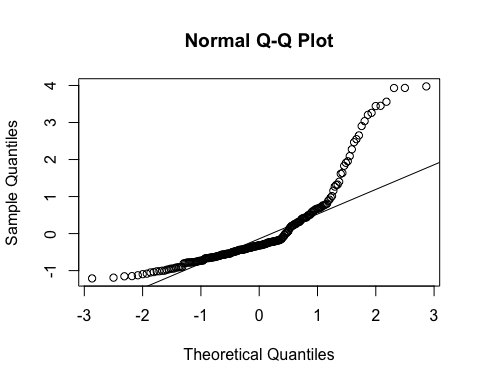 Normal Q-Q Plot
4
3
2
1
0
-1
Sample Quantiles
-3 -2 -1 0 1 2 3
Theoretical Quantiles